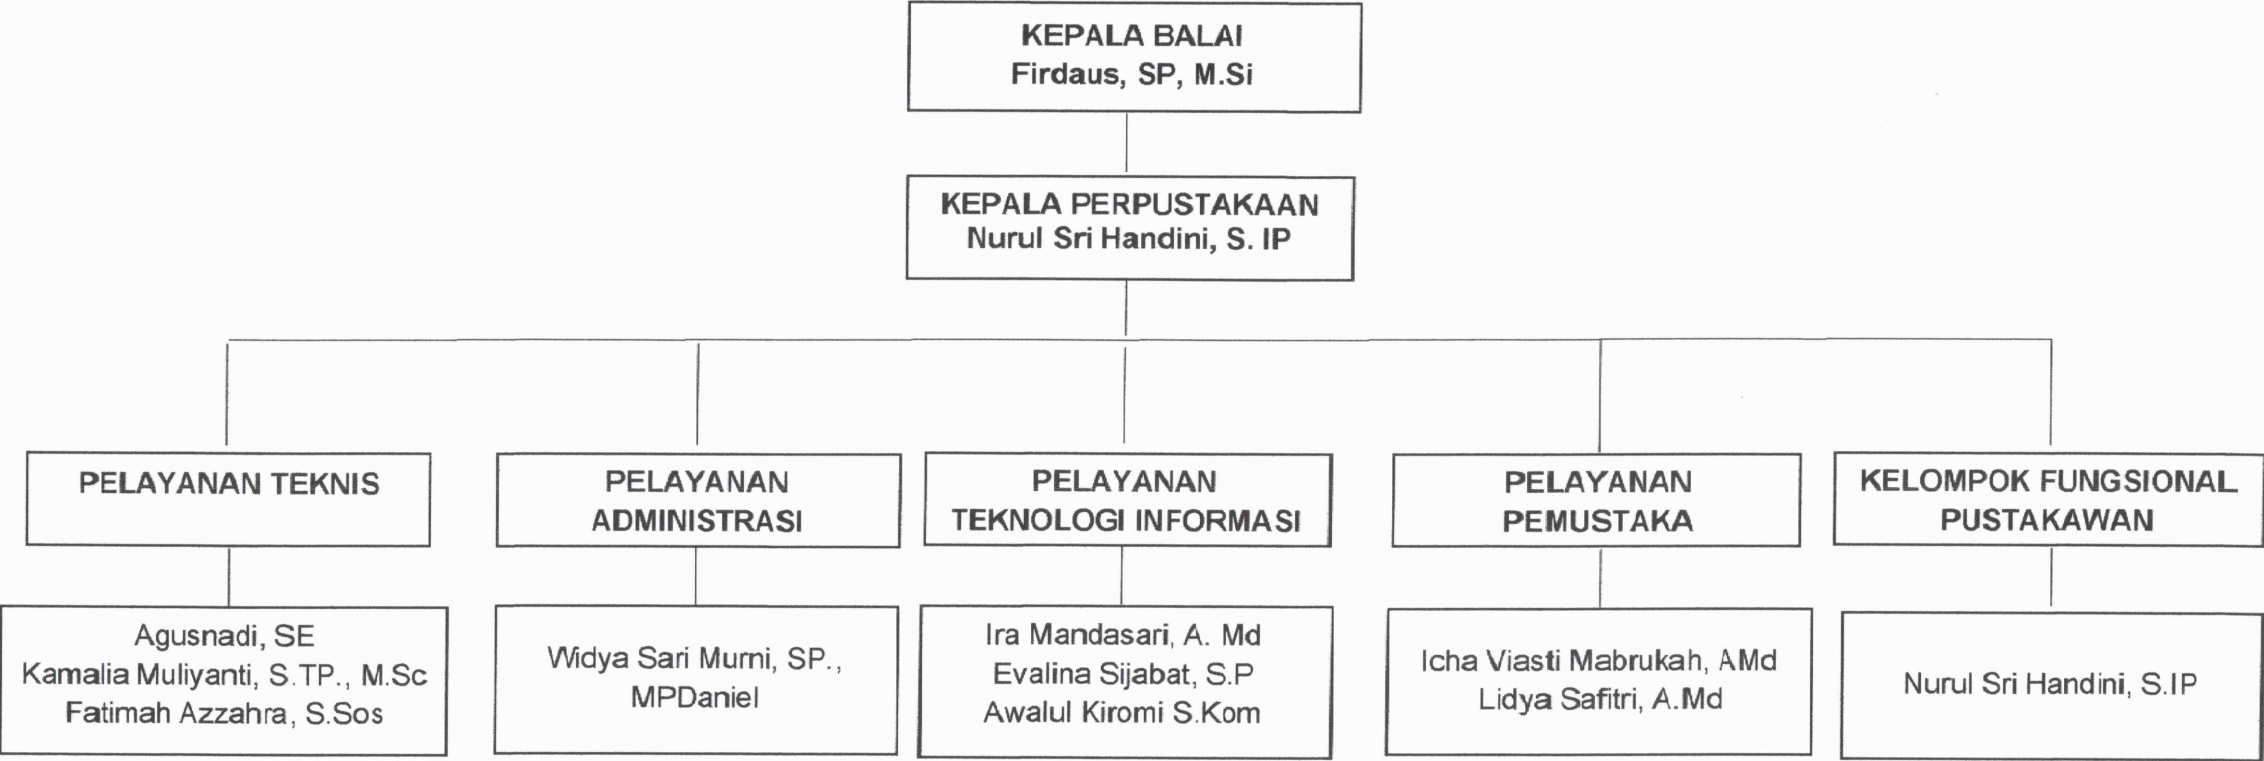 KEPALA BALAI
Firdaus, SP, M.Si
KEPALA PERPUSTAKAAN
Nurul Sri Handini, S. IP
PELAYANAN TEKNIS
PELAYANAN
ADMINISTRASI
PELAYANAN
TEKNOLOGI INFORMASI
PELAYANAN
PEMUSTAKA
KELOMPOK FUNGSIONAL
PUSTAKAWAN
Agusnadi, SE
Kamalia Muliyanti, S.TP., M.Sc
Fatimah Azzahra, S.Sos
Widya Sari Murni, SP.,
MPDaniel
Ira Mandasari, A. Md
Evalina Sijabat, S.P
Awalul Kiromi S.Kom
Icha Viasti Mabrukah, AMd
Lidya Safitri, A.Md
Nurul Sri Handini, S.IP